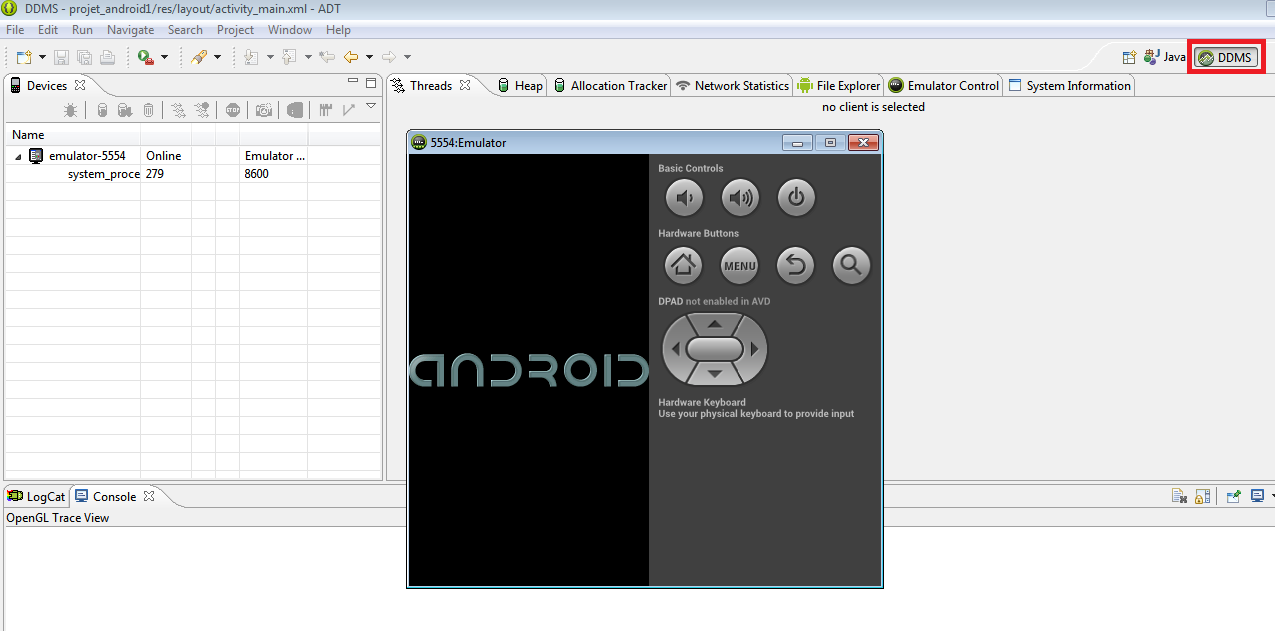 DDMS - projet_android1/res/layout/activity_main.xml - ADT
File Edit Run Navigate Search Project Window Help
Java DDMS
Devices
Threads Heap Allocation Tracker Network Statistics File Explorer Emulator Control System Information
STOP
no client is selected
Name
emulator-5554 Online Emulator ...
system_proce 279 8600
5554:Emulator
Basic Controls
Hardware Buttons
MENU
DPAD not enabled in AVD
ANDROID
Hardware Keyboard
Use your physical keyboard to provide input
LogCat Console
OpenGL Trace View